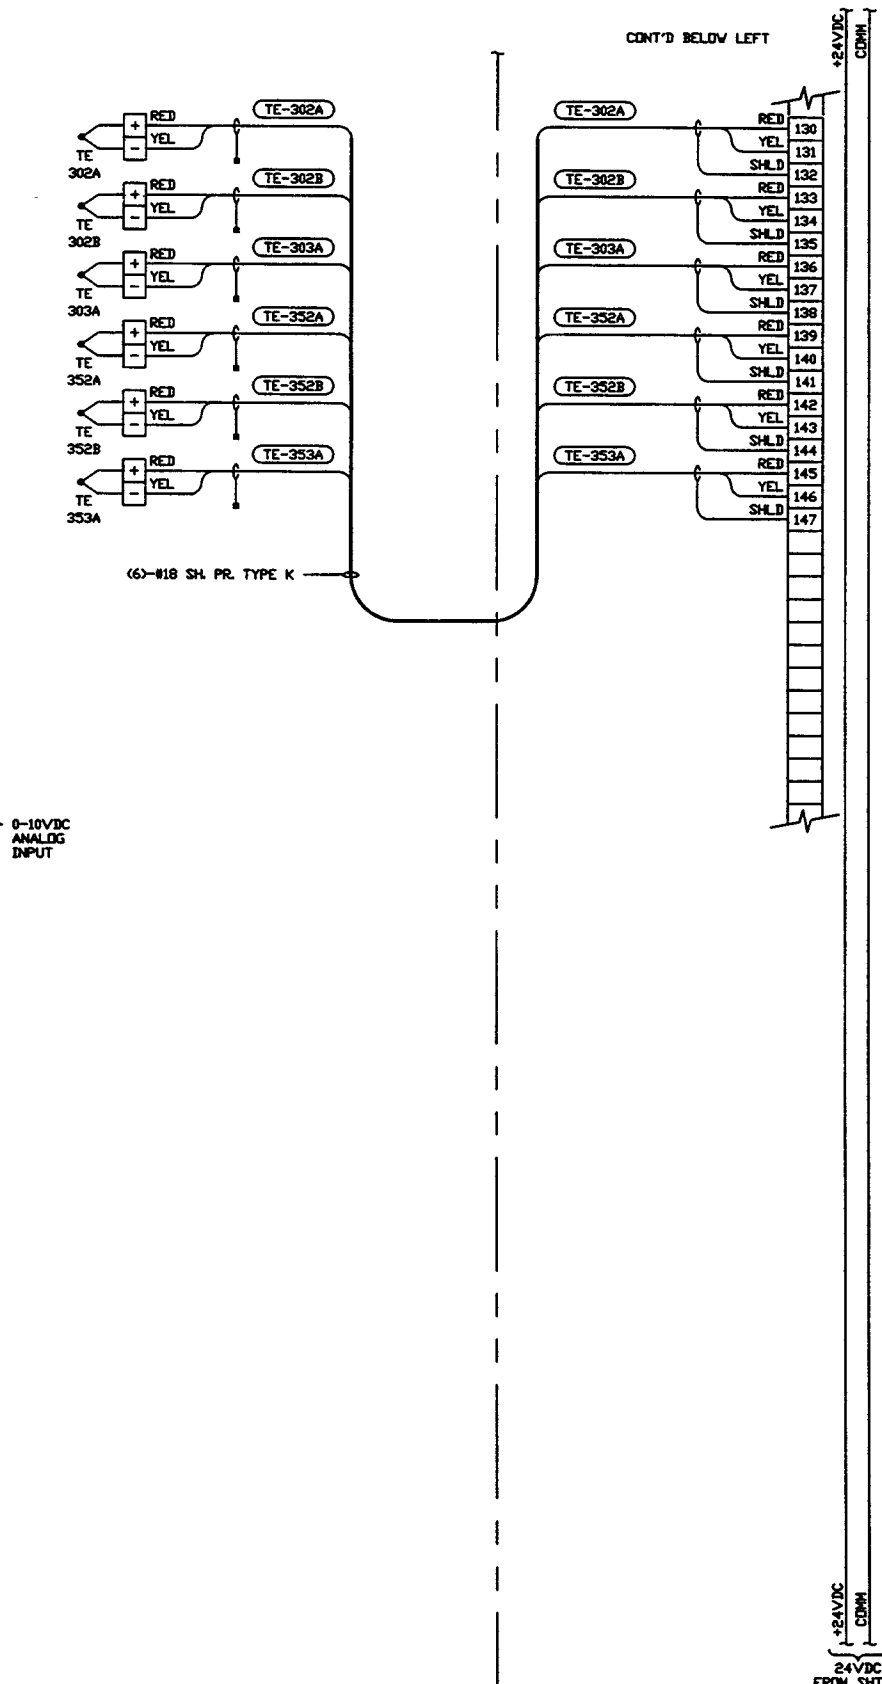 CONT'D BELOW LEFT
+24VDC
COMM
RED
+
YEL
-
TE
302A
TE-302A
TE-302A
RED
130
YEL
131
SHLD
132
RED
+
YEL
-
TE
302B
TE-302B
TE-302B
RED
133
YEL
134
SHLD
135
RED
+
YEL
-
TE
303A
TE-303A
TE-303A
RED
136
YEL
137
SHLD
138
RED
+
YEL
-
TE
352A
TE-352A
TE-352A
RED
139
YEL
140
SHLD
141
RED
+
YEL
-
TE
352B
TE-352B
TE-352B
RED
142
YEL
143
SHLD
144
RED
+
YEL
-
TE
353A
TE-353A
TE-353A
RED
145
YEL
146
SHLD
147
(6)-#18 SH. PR. TYPE K
0-10VDC
ANALOG
INPUT
+24VDC
COMM
24VDC
FROM SHT